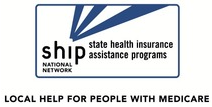 ship state health insurance
assistance programs
NATIONAL
NETWORK
LOCAL HELP FOR PEOPLE WITH MEDICARE